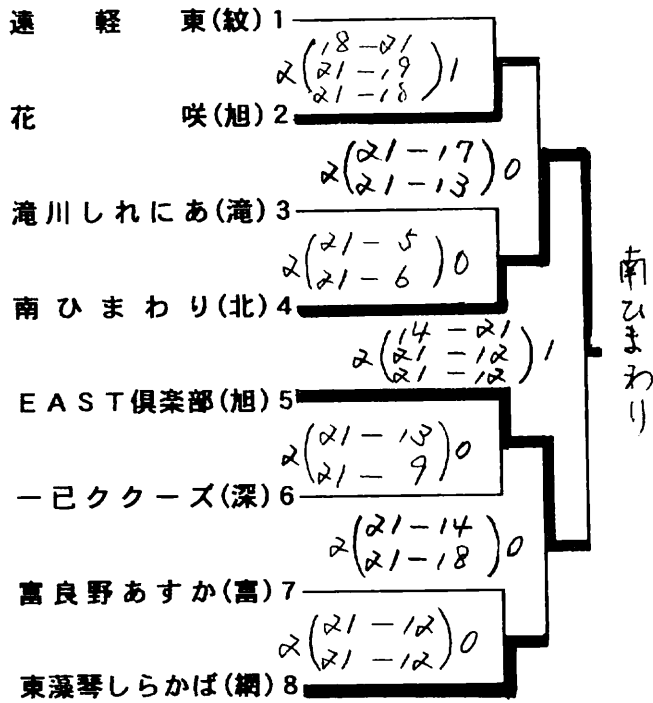 遠軽東(紋)1
2(18-21 21-19 21-18)1
花咲(旭)2
2(21-17 21-13)0
滝川しれにあ(滝)3
2(21-5 21-6)0
南ひまわり(北)4
2(14-21 21-12 21-12)1
南ひまわり
EAST倶楽部(旭)5
2(21-13 21-9)0
一已ククーズ(深)6
2(21-14 21-18)0
富良野あすか(富)7
2(21-12 21-12)0
東藻琴しらかば(網)8